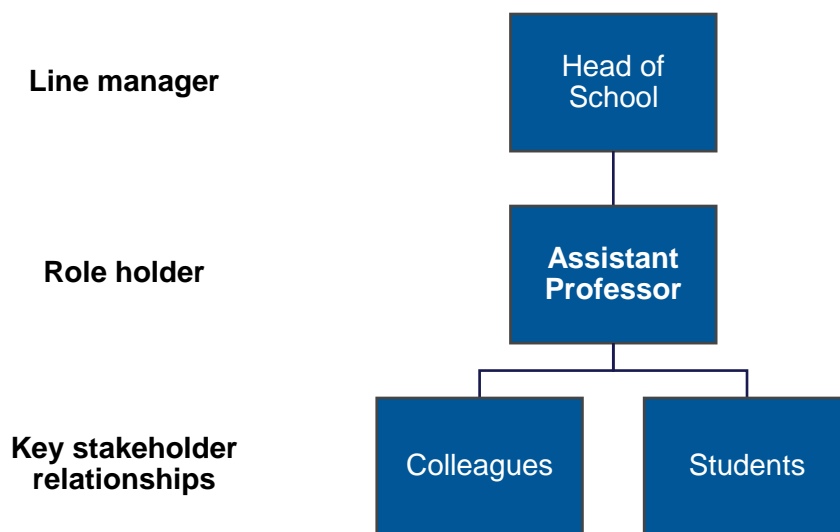 Line manager
Head of
School
Role holder
Assistant
Professor
Key stakeholder
relationships
Colleagues
Students